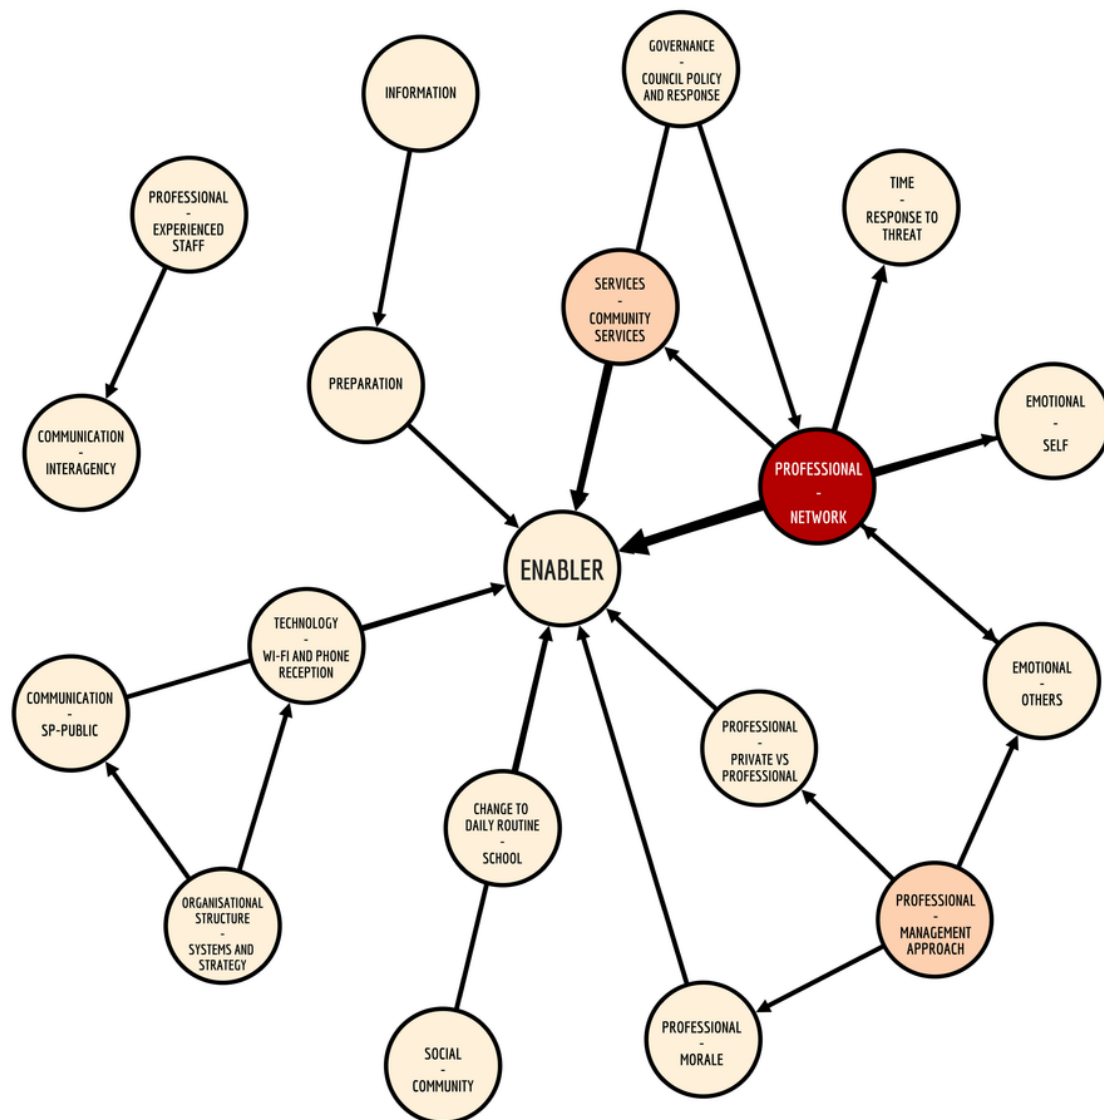 GOVERNANCE
-
COUNCIL POLICY
AND RESPONSE
INFORMATION
TIME
-
RESPONSE TO
THREAT
PROFESSIONAL
-
EXPERIENCED
STAFF
SERVICES
-
COMMUNITY
SERVICES
PREPARATION
EMOTIONAL
-
SELF
COMMUNICATION
-
INTERAGENCY
PROFESSIONAL
-
NETWORK
ENABLER
TECHNOLOGY
-
WI-FI AND PHONE
RECEPTION
EMOTIONAL
-
OTHERS
COMMUNICATION
-
SP-PUBLIC
PROFESSIONAL
-
PRIVATE VS
PROFESSIONAL
CHANGE TO
DAILY ROUTINE
-
SCHOOL
ORGANISATIONAL
STRUCTURE
-
SYSTEMS AND
STRATEGY
PROFESSIONAL
-
MANAGEMENT
APPROACH
PROFESSIONAL
-
MORALE
SOCIAL
-
COMMUNITY